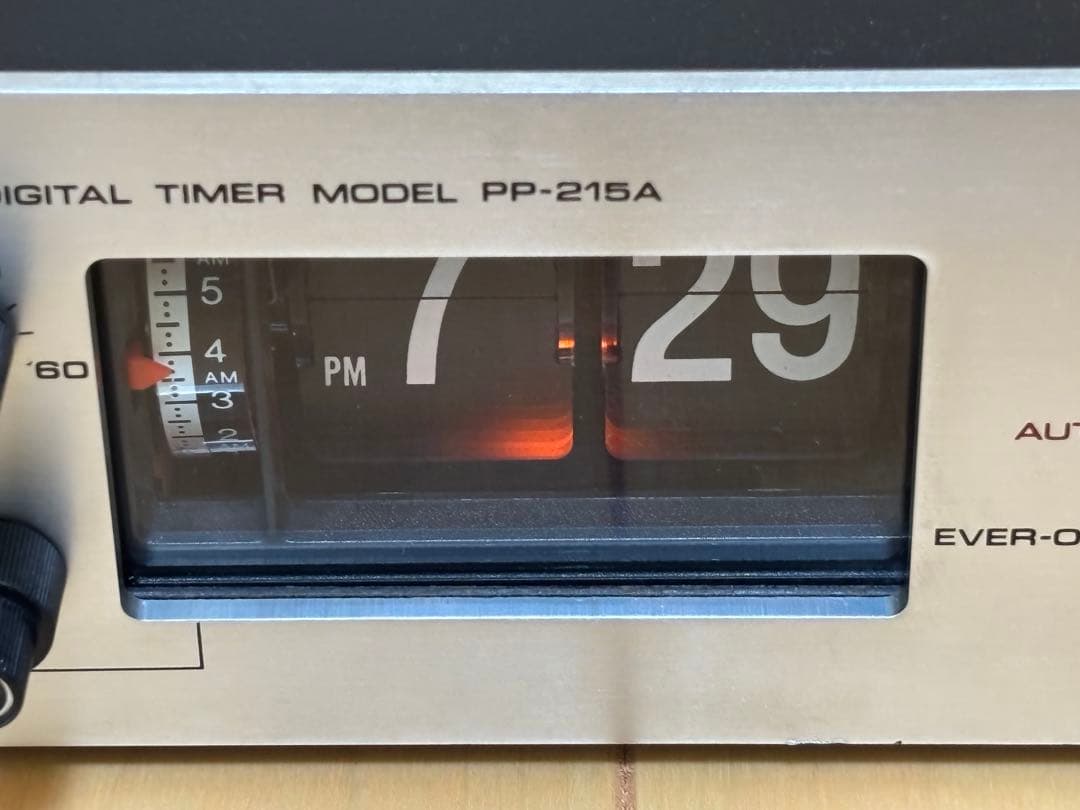 DIGITAL TIMER MODEL PP-215A
AM
5
4
AM
3
2
'60
PM 7 29
AUT
EVER-O